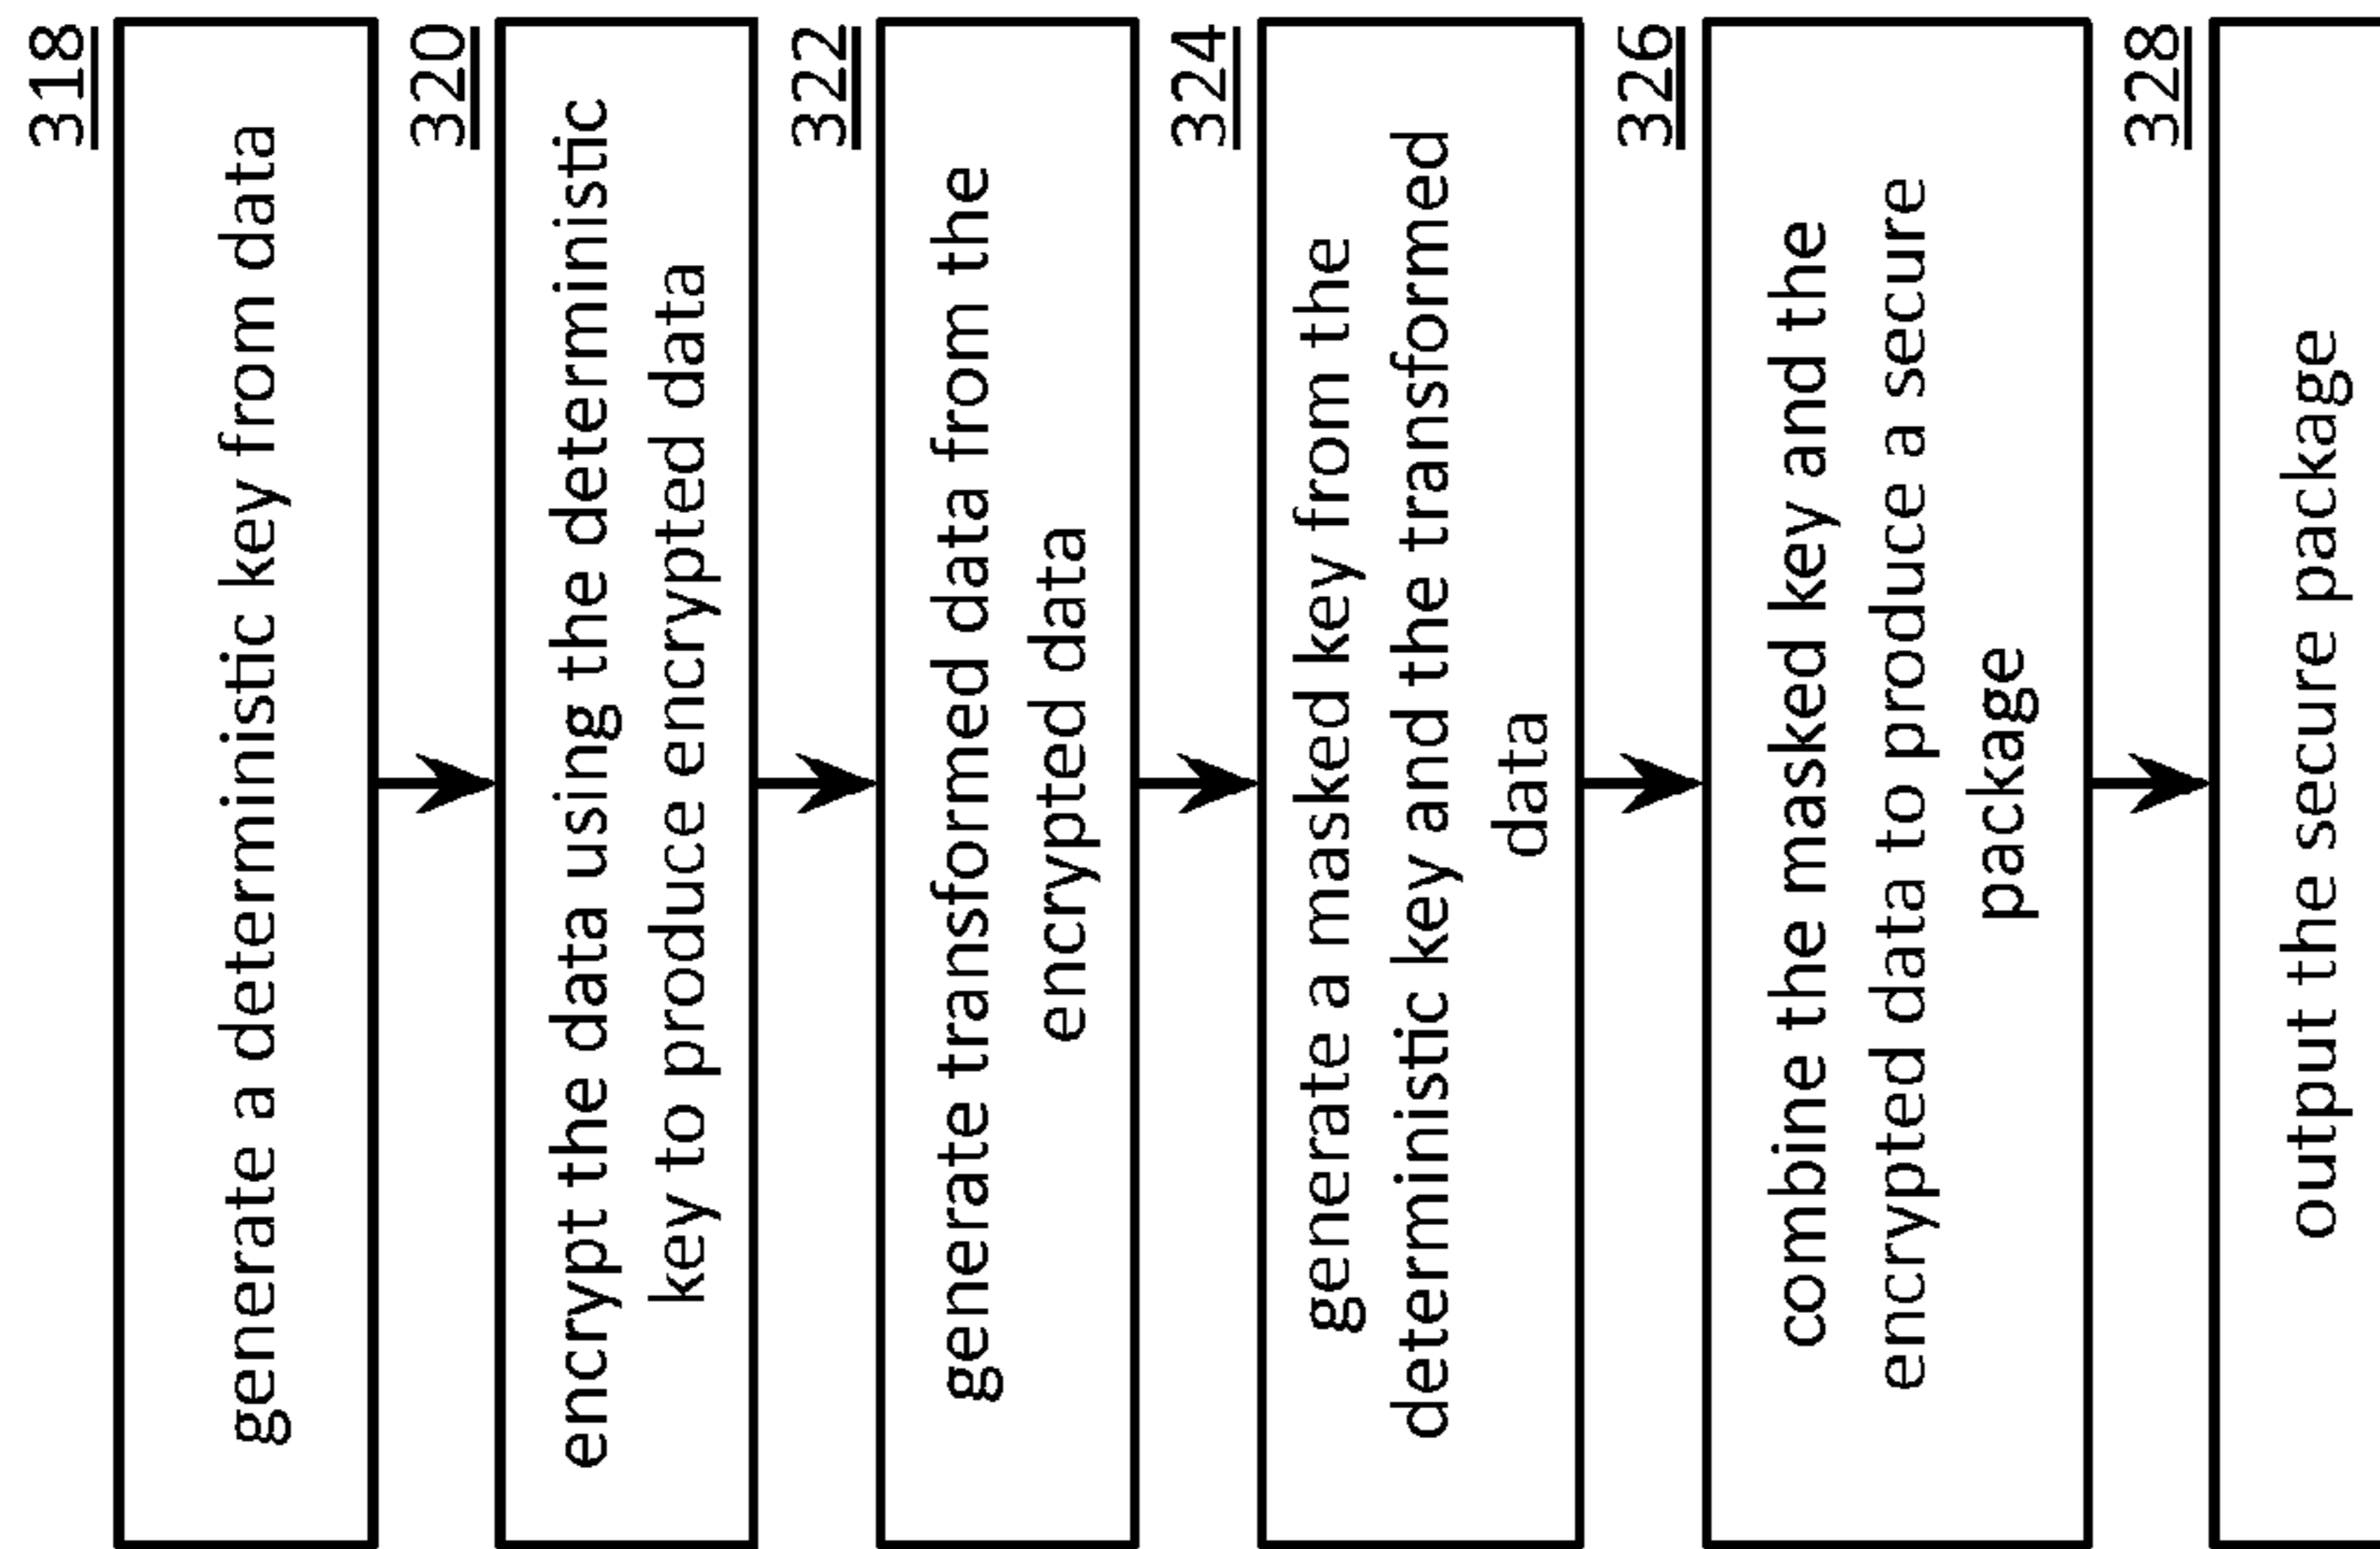 318
generate a deterministic key from data
320
encrypt the data using the deterministic
key to produce encrypted data
322
generate transformed data from the
encrypted data
324
generate a masked key from the
deterministic key and the transformed
data
326
combine the masked key and the
encrypted data to produce a secure
package
328
output the secure package